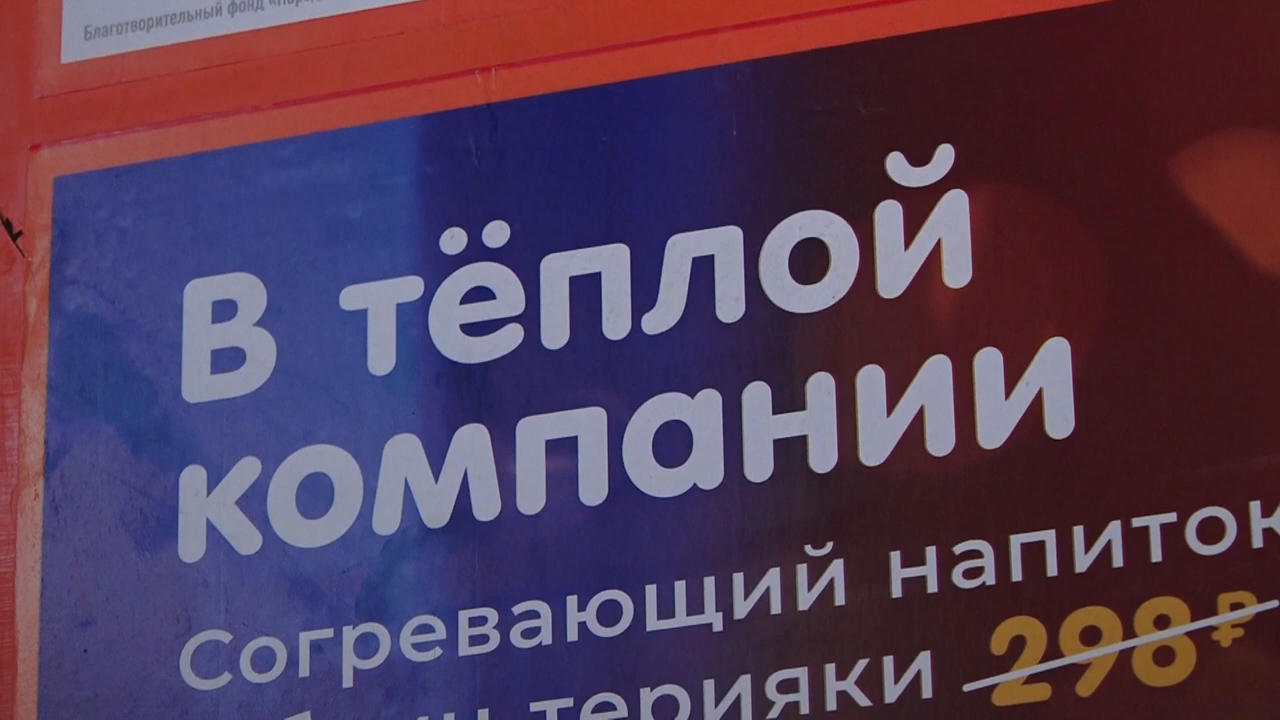 Благотворительный фонд
В тёплой
компании
Согревающий напиток
терияки 298 ₽